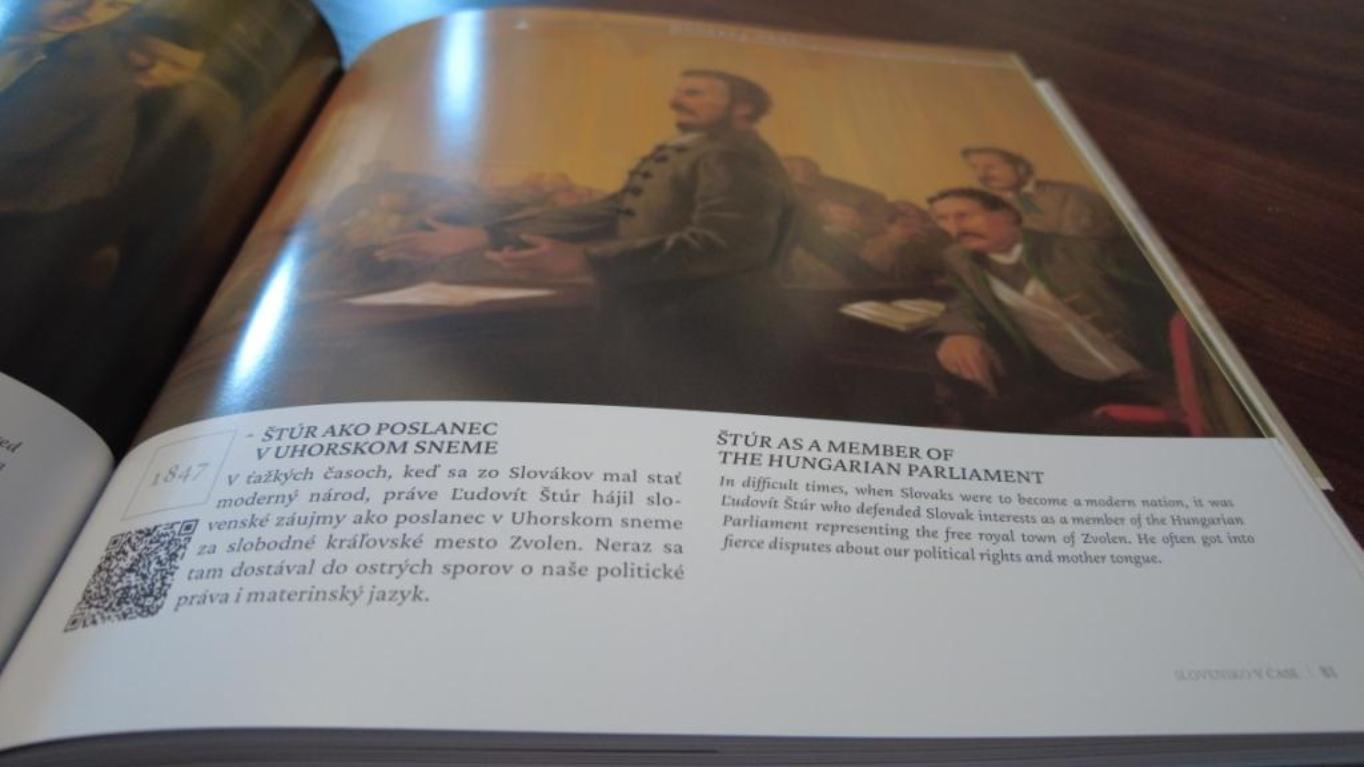 1847
- ŠTÚR AKO POSLANEC
V UHORSKOM SNEME
V ťažkých časoch, keď sa zo Slovákov mal stať
moderný národ, práve Ľudovít Štúr hájil slo-
venské záujmy ako poslanec v Uhorskom sneme
za slobodné kráľovské mesto Zvolen. Neraz sa
tam dostával do ostrých sporov o naše politické
práva i materinský jazyk.
ŠTÚR AS A MEMBER OF
THE HUNGARIAN PARLIAMENT
In difficult times, when Slovaks were to become a modern nation, it was
Ľudovít Štúr who defended Slovak interests as a member of the Hungarian
Parliament representing the free royal town of Zvolen. He often got into
fierce disputes about our political rights and mother tongue.
SLOVENSKO V ČASE |